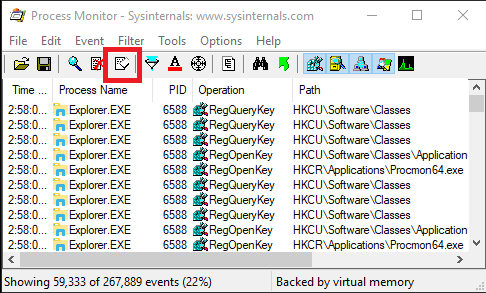 Process Monitor - Sysinternals: www.sysinternals.com
File Edit Event Filter Tools Options Help
Time ... Process Name PID Operation Path
2:58:0... Explorer.EXE 6588 RegQueryKey HKCU\Software\Classes
2:58:0... Explorer.EXE 6588 RegQueryKey HKCU\Software\Classes
2:58:0... Explorer.EXE 6588 RegQueryKey HKCU\Software\Classes
2:58:0... Explorer.EXE 6588 RegOpenKey HKCU\Software\Classes\Application
2:58:0... Explorer.EXE 6588 RegOpenKey HKCR\Applications\Procmon64.exe
2:58:0... Explorer.EXE 6588 RegQueryKey HKCU\Software\Classes
2:58:0... Explorer.EXE 6588 RegQueryKey HKCU\Software\Classes
2:58:0... Explorer.EXE 6588 RegOpenKey HKCU\Software\Classes\Application
2:58:0... Explorer.EXE 6588 RegQueryKey HKCU\Software\Classes
2:58:0... Explorer.EXE 6588 RegOpenKey HKCR\Applications\Procmon64.exe
Showing 59,333 of 267,889 events (22%) Backed by virtual memory